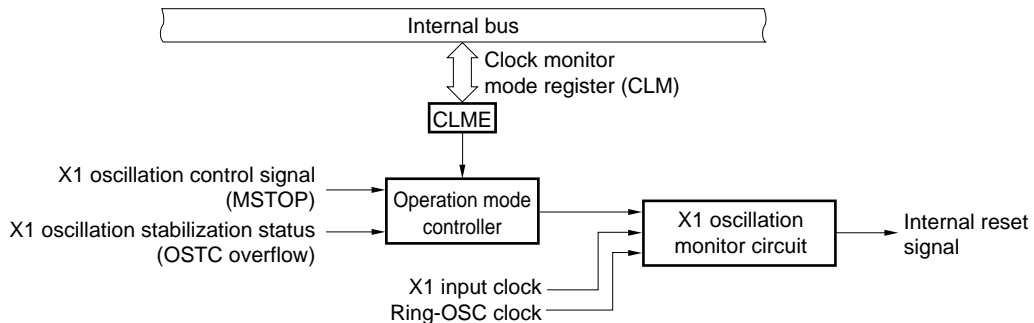 Internal bus
Clock monitor
mode register (CLM)
CLME
X1 oscillation control signal
(MSTOP)
X1 oscillation stabilization status
(OSTC overflow)
Operation mode
controller
X1 oscillation
monitor circuit
Internal reset
signal
X1 input clock
Ring-OSC clock